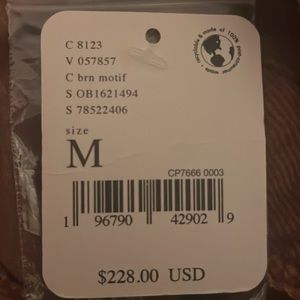 C 8123
V 057857
C brn motif
S OB1621494
S 78522406
size
M
CP7666 0003
1 96790 42902 9
$228.00 USD